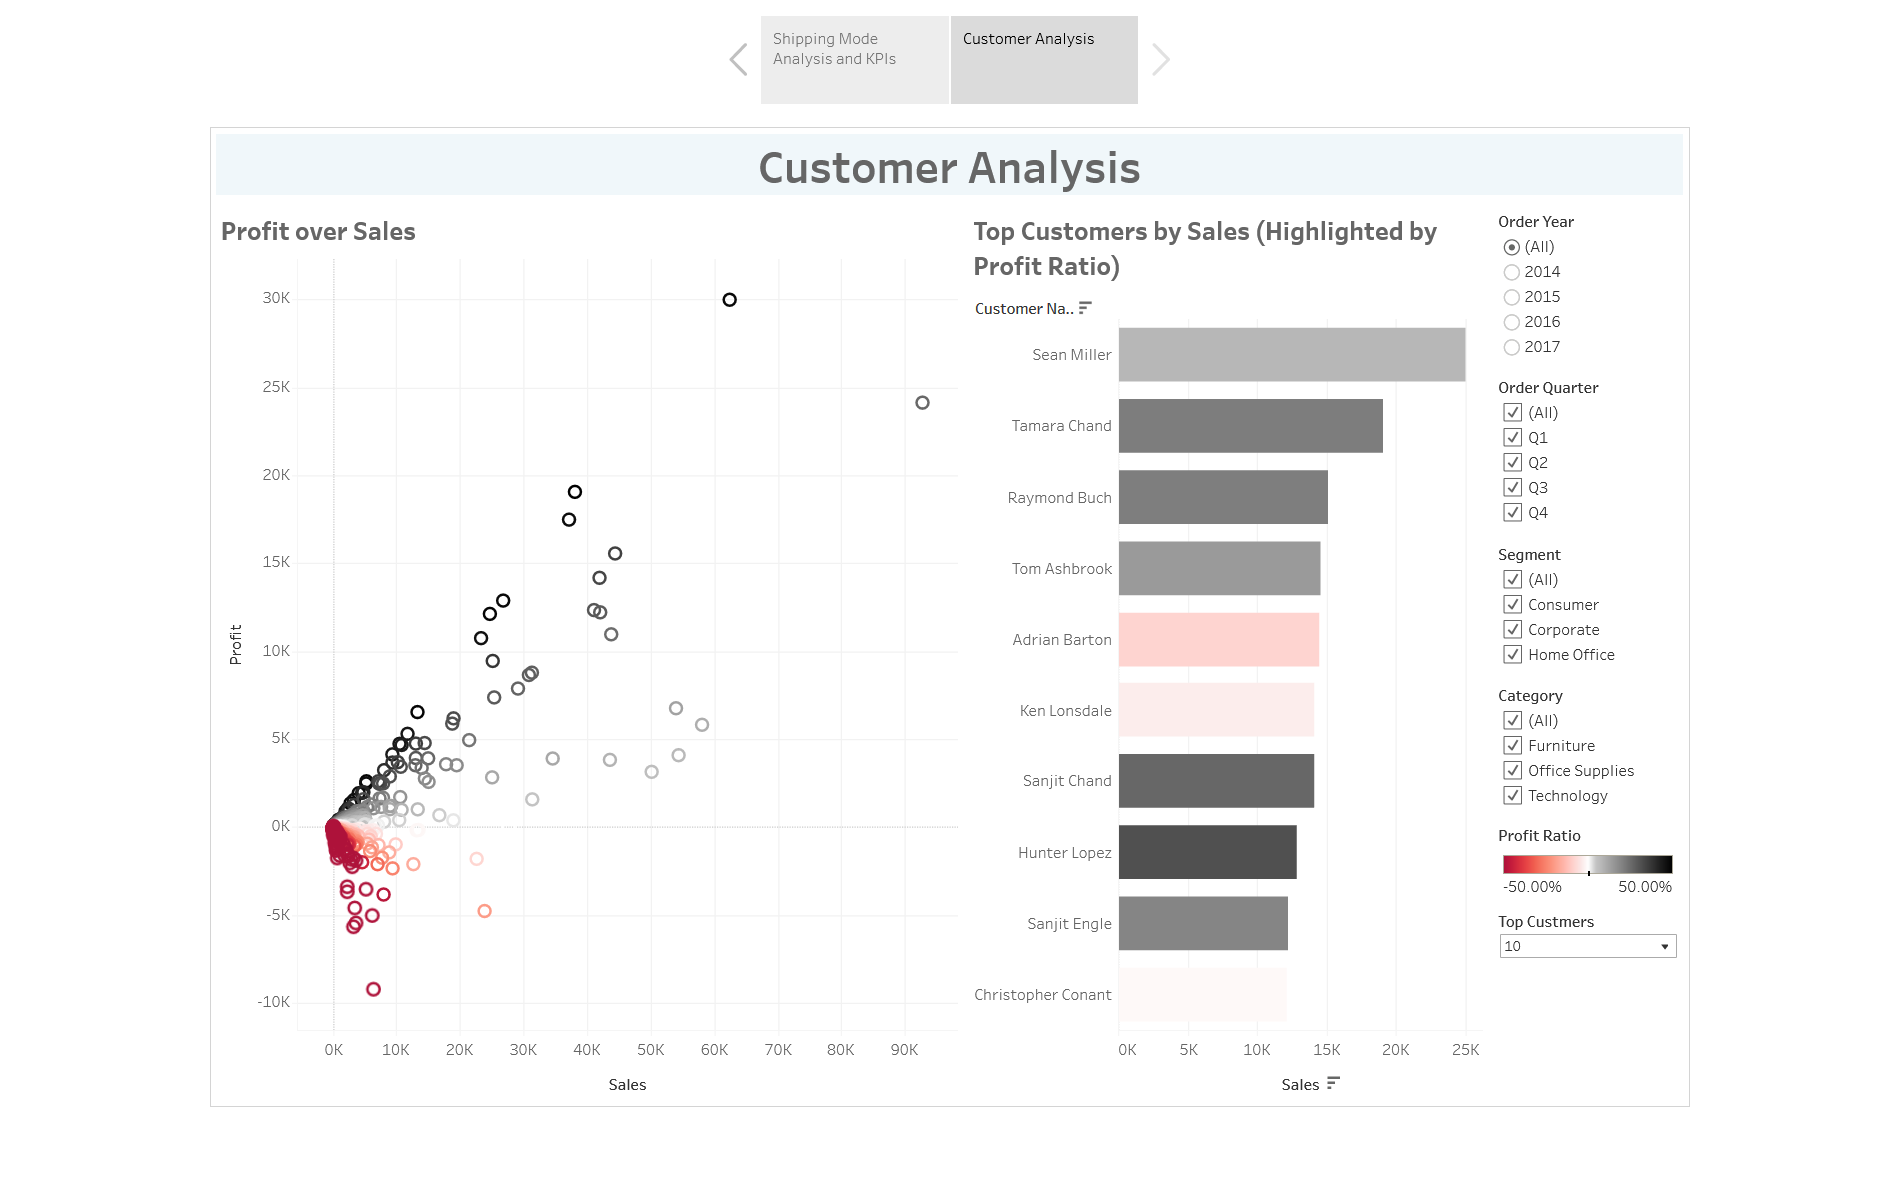 Shipping Mode
Analysis and KPIs
Customer Analysis
Customer Analysis
Profit over Sales
30K
25K
20K
15K
10K
5K
0K
-5K
-10K
Profit
0K
10K
20K
30K
40K
50K
60K
70K
80K
90K
Sales
Top Customers by Sales (Highlighted by
Profit Ratio)
Customer Na..
Sean Miller
Tamara Chand
Raymond Buch
Tom Ashbrook
Adrian Barton
Ken Lonsdale
Sanjit Chand
Hunter Lopez
Sanjit Engle
Christopher Conant
0K
5K
10K
15K
20K
25K
Sales
Order Year
(All)
2014
2015
2016
2017
Order Quarter
(All)
Q1
Q2
Q3
Q4
Segment
(All)
Consumer
Corporate
Home Office
Category
(All)
Furniture
Office Supplies
Technology
Profit Ratio
-50.00%
50.00%
Top Custmers
10